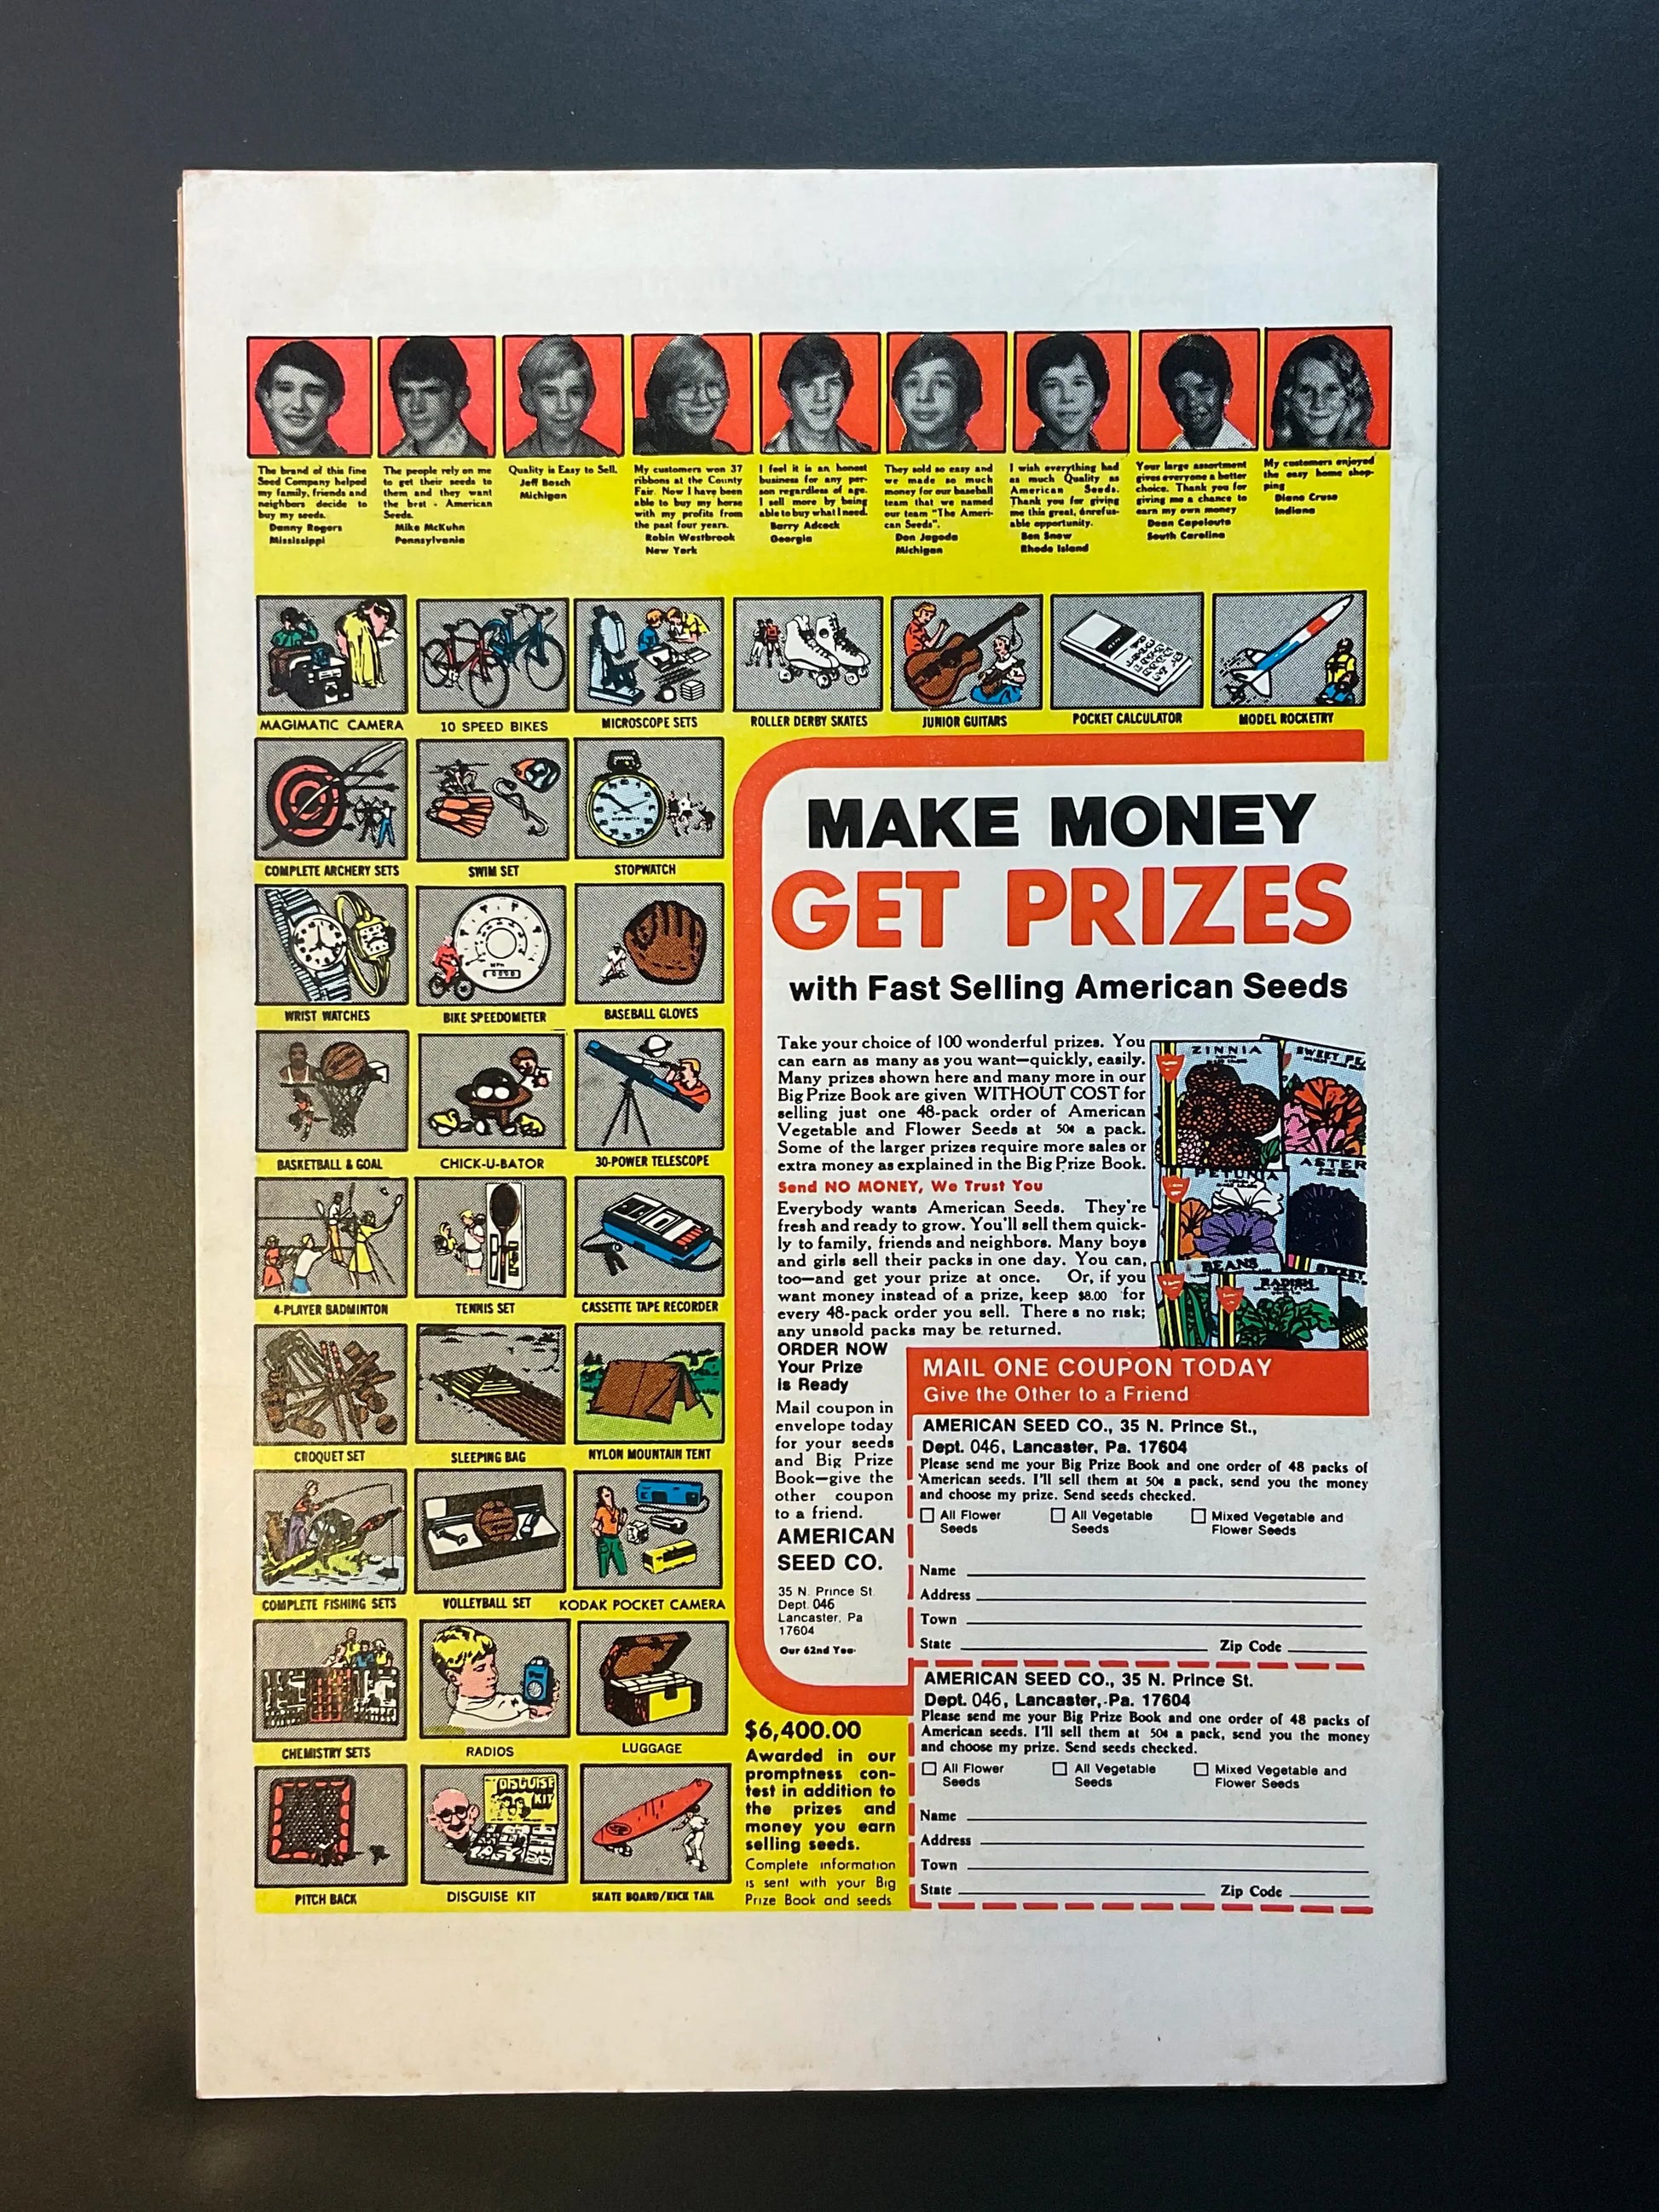 The brand of this fine
Seed Company helped
my family, friends and
neighbors decide to
buy my seeds.
Danny Rogers
Mississippi
The people rely on me
to get their seeds to
them and they want
the best - American
Seeds.
Mike McKuhn
Pennsylvania
Quality is Easy to Sell.
Jeff Bosch
Michigan
My customers won 37
ribbons at the County
Fair. Now I have been
able to buy my horse
with my profits from
the past four years.
Robin Westbrook
New York
I feel it is an honest
business for any per-
son regardless of age.
I sell more by being
able to buy what I need.
Barry Adcock
Georgia
They sold so easy and
we made so much
money for our baseball
team that we named
our team "The Ameri-
can Seeds".
Don Jagoda
Michigan
I wish everything had
as much Quality as
American Seeds.
Thank you for giving
me this great, unrefus-
able opportunity.
Ben Snow
Rhode Island
Your large assortment
gives everyone a better
choice. Thank you for
giving me a chance to
earn my own money
Dean Capelouto
South Carolina
My customers enjoyed
the easy home shop-
ping
Diane Cruse
Indiana
MAGIMATIC CAMERA
10 SPEED BIKES
MICROSCOPE SETS
ROLLER DERBY SKATES
JUNIOR GUITARS
POCKET CALCULATOR
MODEL ROCKETRY
COMPLETE ARCHERY SETS
SWIM SET
STOPWATCH
WRIST WATCHES
MPH
BIKE SPEEDOMETER
BASEBALL GLOVES
BASKETBALL & GOAL
CHICK-U-BATOR
30-POWER TELESCOPE
4-PLAYER BADMINTON
TENNIS SET
CASSETTE TAPE RECORDER
CROQUET SET
SLEEPING BAG
NYLON MOUNTAIN TENT
COMPLETE FISHING SETS
VOLLEYBALL SET
KODAK POCKET CAMERA
CHEMISTRY SETS
RADIOS
LUGGAGE
PITCH BACK
DISGUISE KIT
DISGUISE KIT
SKATE BOARD/KICK TAIL
MAKE MONEY
GET PRIZES
with Fast Selling American Seeds
Take your choice of 100 wonderful prizes. You
can earn as many as you want—quickly, easily.
Many prizes shown here and many more in our
Big Prize Book are given WITHOUT COST for
selling just one 48-pack order of American
Vegetable and Flower Seeds at 50¢ a pack.
Some of the larger prizes require more sales or
extra money as explained in the Big Prize Book.
Send NO MONEY, We Trust You
Everybody wants American Seeds. They're
fresh and ready to grow. You'll sell them quick-
ly to family, friends and neighbors. Many boys
and girls sell their packs in one day. You can,
too—and get your prize at once. Or, if you
want money instead of a prize, keep $8.00 for
every 48-pack order you sell. There s no risk;
any unsold packs may be returned.
ZINNIA
SWEET PE
PETUNIA
ASTER
BEANS
RADISH
SWEET
ORDER NOW
Your Prize
is Ready
Mail coupon in
envelope today
for your seeds
and Big Prize
Book—give the
other coupon
to a friend.
AMERICAN
SEED CO.
35 N. Prince St.
Dept. 046
Lancaster, Pa
17604
Our 62nd Yea
MAIL ONE COUPON TODAY
Give the Other to a Friend
AMERICAN SEED CO., 35 N. Prince St.,
Dept. 046, Lancaster, Pa. 17604
Please send me your Big Prize Book and one order of 48 packs of
American seeds. I'll sell them at 50¢ a pack, send you the money
and choose my prize. Send seeds checked.
All Flower Seeds
All Vegetable Seeds
Mixed Vegetable and Flower Seeds
Name
Address
Town
State Zip Code
AMERICAN SEED CO., 35 N. Prince St.
Dept. 046, Lancaster, Pa. 17604
Please send me your Big Prize Book and one order of 48 packs of
American seeds. I'll sell them at 50¢ a pack, send you the money
and choose my prize. Send seeds checked.
All Flower Seeds
All Vegetable Seeds
Mixed Vegetable and Flower Seeds
Name
Address
Town
State Zip Code
$6,400.00
Awarded in our
promptness con-
test in addition to
the prizes and
money you earn
selling seeds.
Complete information
is sent with your Big
Prize Book and seeds